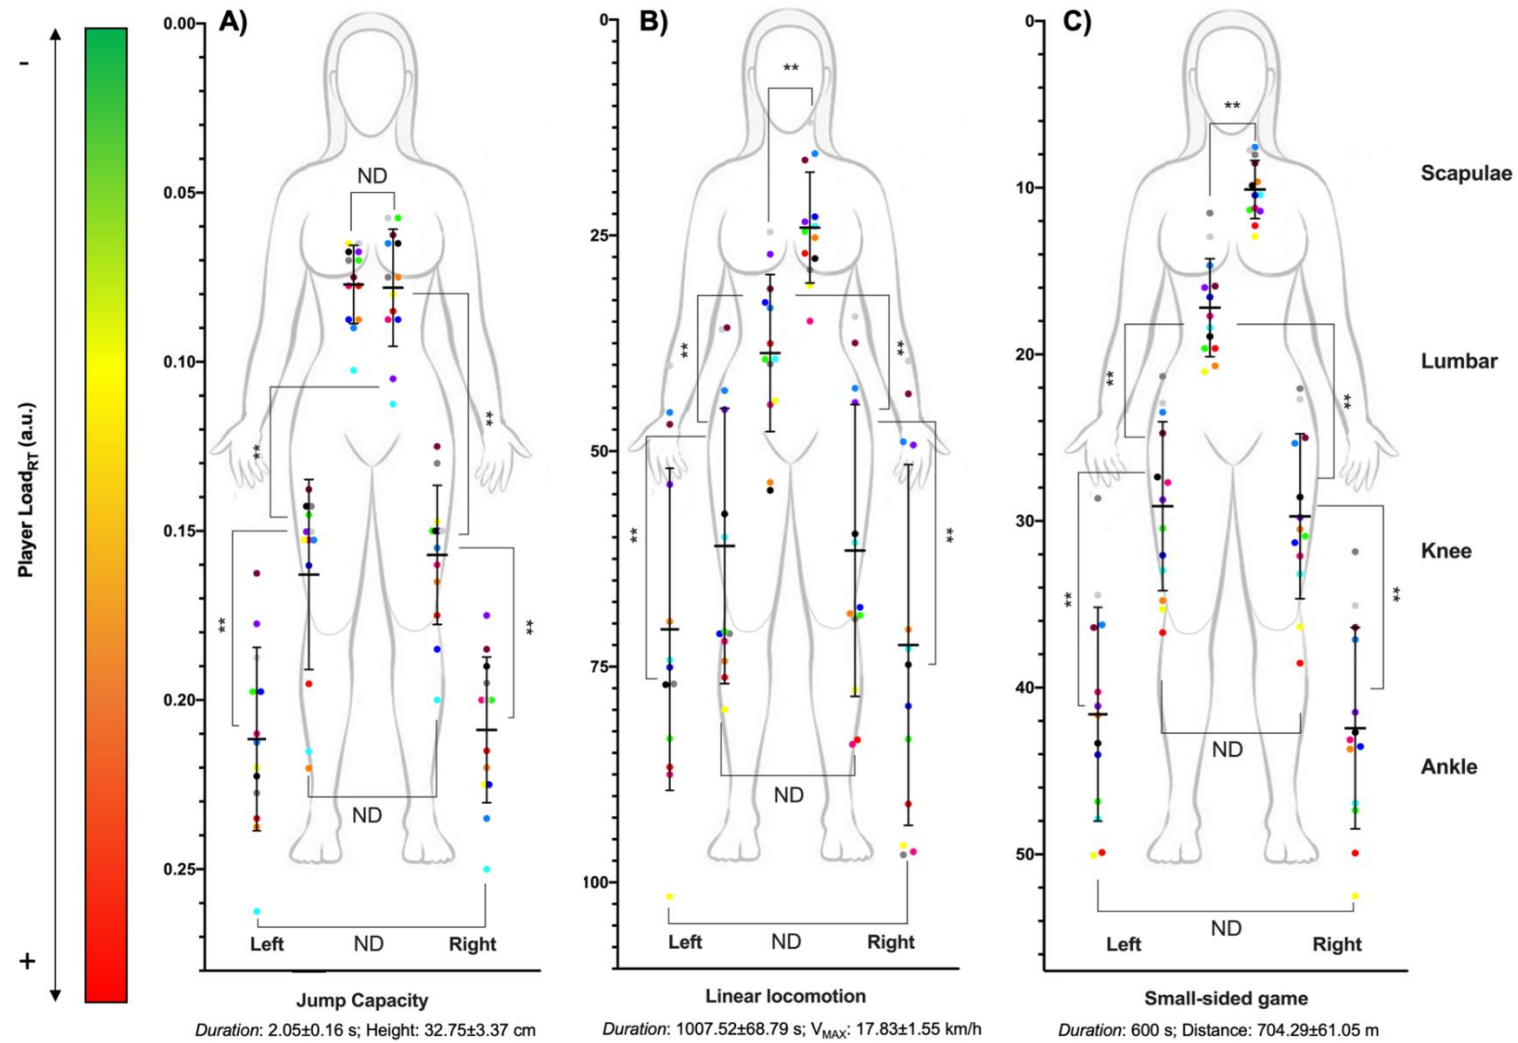 A)
B)
C)
-
+
Player LoadRT (a.u.)
0.00
0.05
0.10
0.15
0.20
0.25
ND
**
**
**
**
ND
ND
Left
Right
Jump Capacity
Duration: 2.05±0.16 s; Height: 32.75±3.37 cm
0
25
50
75
100
**
**
**
**
**
ND
ND
Left
Right
Linear locomotion
Duration: 1007.52±68.79 s; VMAX: 17.83±1.55 km/h
0
10
20
30
40
50
**
**
**
**
**
ND
ND
Left
Right
Small-sided game
Duration: 600 s; Distance: 704.29±61.05 m
Scapulae
Lumbar
Knee
Ankle